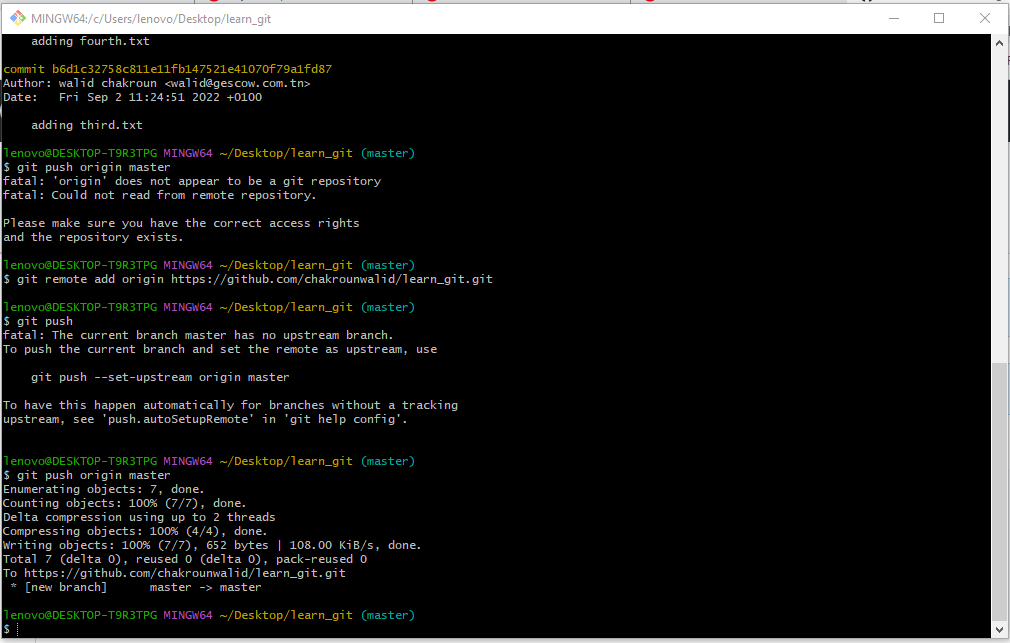 MINGW64:/c/Users/lenovo/Desktop/learn_git
    adding fourth.txt
commit b6d1c32758c811e11fb147521e41070f79a1fd87
Author: walid chakroun <walid@gescow.com.tn>
Date:   Fri Sep 2 11:24:51 2022 +0100
    adding third.txt
lenovo@DESKTOP-T9R3TPG MINGW64 ~/Desktop/learn_git (master)
$ git push origin master
fatal: 'origin' does not appear to be a git repository
fatal: Could not read from remote repository.
Please make sure you have the correct access rights
and the repository exists.
lenovo@DESKTOP-T9R3TPG MINGW64 ~/Desktop/learn_git (master)
$ git remote add origin https://github.com/chakrounwalid/learn_git.git
lenovo@DESKTOP-T9R3TPG MINGW64 ~/Desktop/learn_git (master)
$ git push
fatal: The current branch master has no upstream branch.
To push the current branch and set the remote as upstream, use
    git push --set-upstream origin master
To have this happen automatically for branches without a tracking
upstream, see 'push.autoSetupRemote' in 'git help config'.
lenovo@DESKTOP-T9R3TPG MINGW64 ~/Desktop/learn_git (master)
$ git push origin master
Enumerating objects: 7, done.
Counting objects: 100% (7/7), done.
Delta compression using up to 2 threads
Compressing objects: 100% (4/4), done.
Writing objects: 100% (7/7), 652 bytes | 108.00 KiB/s, done.
Total 7 (delta 0), reused 0 (delta 0), pack-reused 0
To https://github.com/chakrounwalid/learn_git.git
 * [new branch]      master -> master
lenovo@DESKTOP-T9R3TPG MINGW64 ~/Desktop/learn_git (master)
$